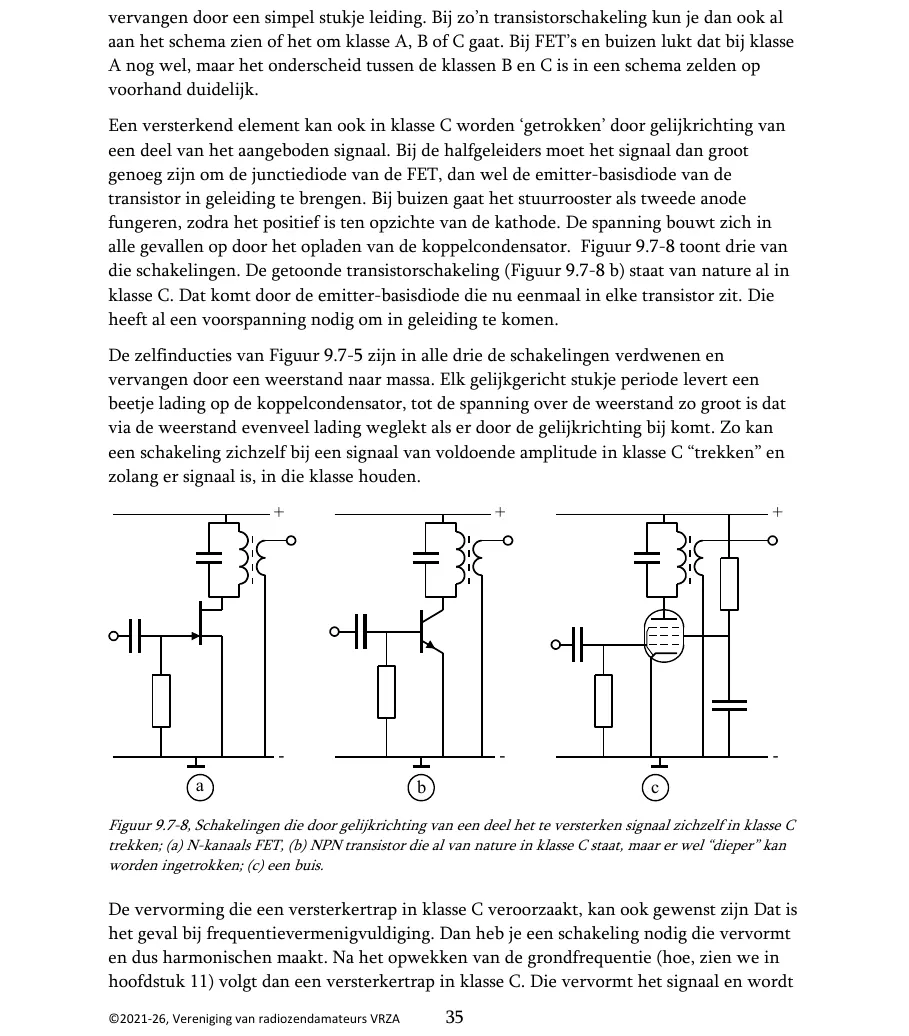 vervangen door een simpel stukje leiding. Bij zo’n transistorschakeling kun je dan ook al
aan het schema zien of het om klasse A, B of C gaat. Bij FET’s en buizen lukt dat bij klasse
A nog wel, maar het onderscheid tussen de klassen B en C is in een schema zelden op
voorhand duidelijk.
Een versterkend element kan ook in klasse C worden ‘getrokken’ door gelijkrichting van
een deel van het aangeboden signaal. Bij de halfgeleiders moet het signaal dan groot
genoeg zijn om de junctiediode van de FET, dan wel de emitter-basisdiode van de
transistor in geleiding te brengen. Bij buizen gaat het stuurrooster als tweede anode
fungeren, zodra het positief is ten opzichte van de kathode. De spanning bouwt zich in
alle gevallen op door het opladen van de koppelcondensator.  Figuur 9.7-8 toont drie van
die schakelingen. De getoonde transistorschakeling (Figuur 9.7-8 b) staat van nature al in
klasse C. Dat komt door de emitter-basisdiode die nu eenmaal in elke transistor zit. Die
heeft al een voorspanning nodig om in geleiding te komen.
De zelfinducties van Figuur 9.7-5 zijn in alle drie de schakelingen verdwenen en
vervangen door een weerstand naar massa. Elk gelijkgericht stukje periode levert een
beetje lading op de koppelcondensator, tot de spanning over de weerstand zo groot is dat
via de weerstand evenveel lading weglekt als er door de gelijkrichting bij komt. Zo kan
een schakeling zichzelf bij een signaal van voldoende amplitude in klasse C “trekken” en
zolang er signaal is, in die klasse houden.
+ + +
- - -
a b c
Figuur 9.7-8, Schakelingen die door gelijkrichting van een deel het te versterken signaal zichzelf in klasse C
trekken; (a) N-kanaals FET, (b) NPN transistor die al van nature in klasse C staat, maar er wel “dieper” kan
worden ingetrokken; (c) een buis.
De vervorming die een versterkertrap in klasse C veroorzaakt, kan ook gewenst zijn Dat is
het geval bij frequentievermenigvuldiging. Dan heb je een schakeling nodig die vervormt
en dus harmonischen maakt. Na het opwekken van de grondfrequentie (hoe, zien we in
hoofdstuk 11) volgt dan een versterkertrap in klasse C. Die vervormt het signaal en wordt
©2021-26, Vereniging van radiozendamateurs VRZA 35